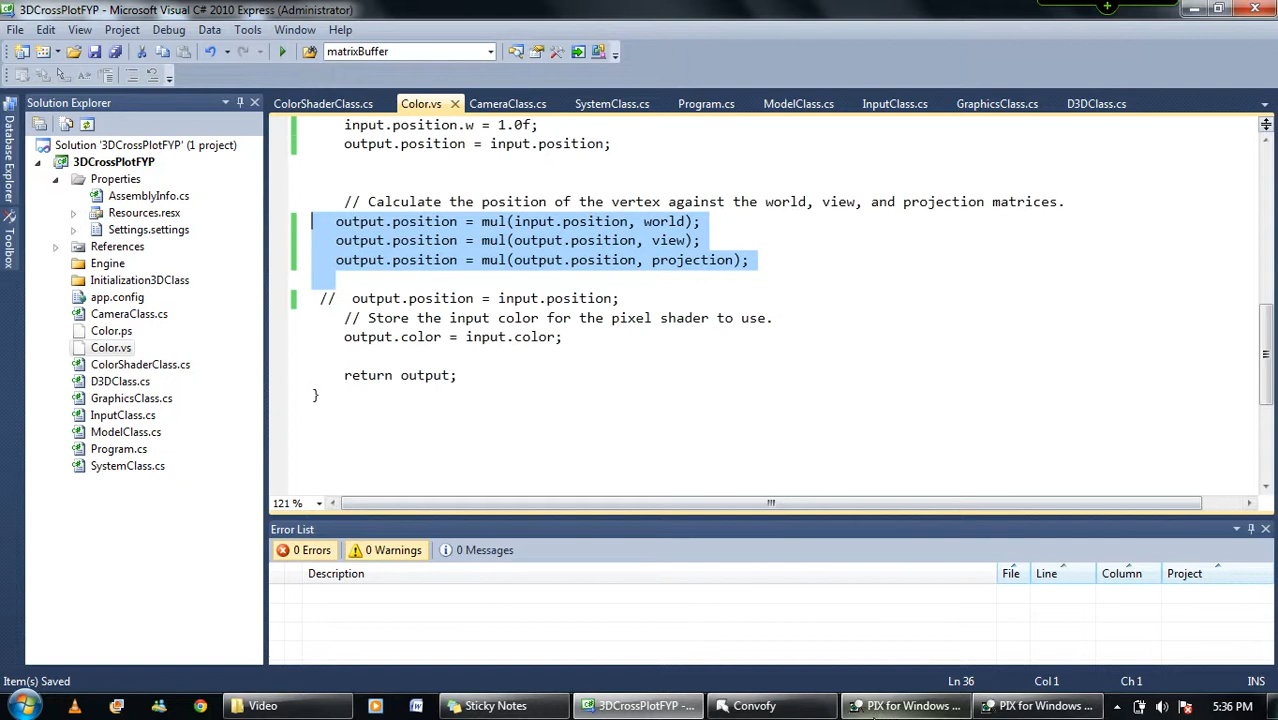 3DCrossPlotFYP - Microsoft Visual C# 2010 Express (Administrator)
File Edit View Project Debug Data Tools Window Help
matrixBuffer
Solution Explorer
ColorShaderClass.cs Color.vs CameraClass.cs SystemClass.cs Program.cs ModelClass.cs InputClass.cs GraphicsClass.cs D3DClass.cs
Database Explorer
Toolbox
Solution '3DCrossPlotFYP' (1 project)
3DCrossPlotFYP
Properties
AssemblyInfo.cs
Resources.resx
Settings.settings
References
Engine
Initialization3DClass
app.config
CameraClass.cs
Color.ps
Color.vs
ColorShaderClass.cs
D3DClass.cs
GraphicsClass.cs
InputClass.cs
ModelClass.cs
Program.cs
SystemClass.cs
input.position.w = 1.0f;
output.position = input.position;
// Calculate the position of the vertex against the world, view, and projection matrices.
output.position = mul(input.position, world);
output.position = mul(output.position, view);
output.position = mul(output.position, projection);
// output.position = input.position;
// Store the input color for the pixel shader to use.
output.color = input.color;
return output;
}
121 %
Error List
0 Errors 0 Warnings 0 Messages
Description File Line Column Project
Item(s) Saved Ln 36 Col 1 Ch 1 INS
Video Sticky Notes 3DCrossPlotFYP -... Convofy PIX for Windows ... PIX for Windows ... 5:36 PM